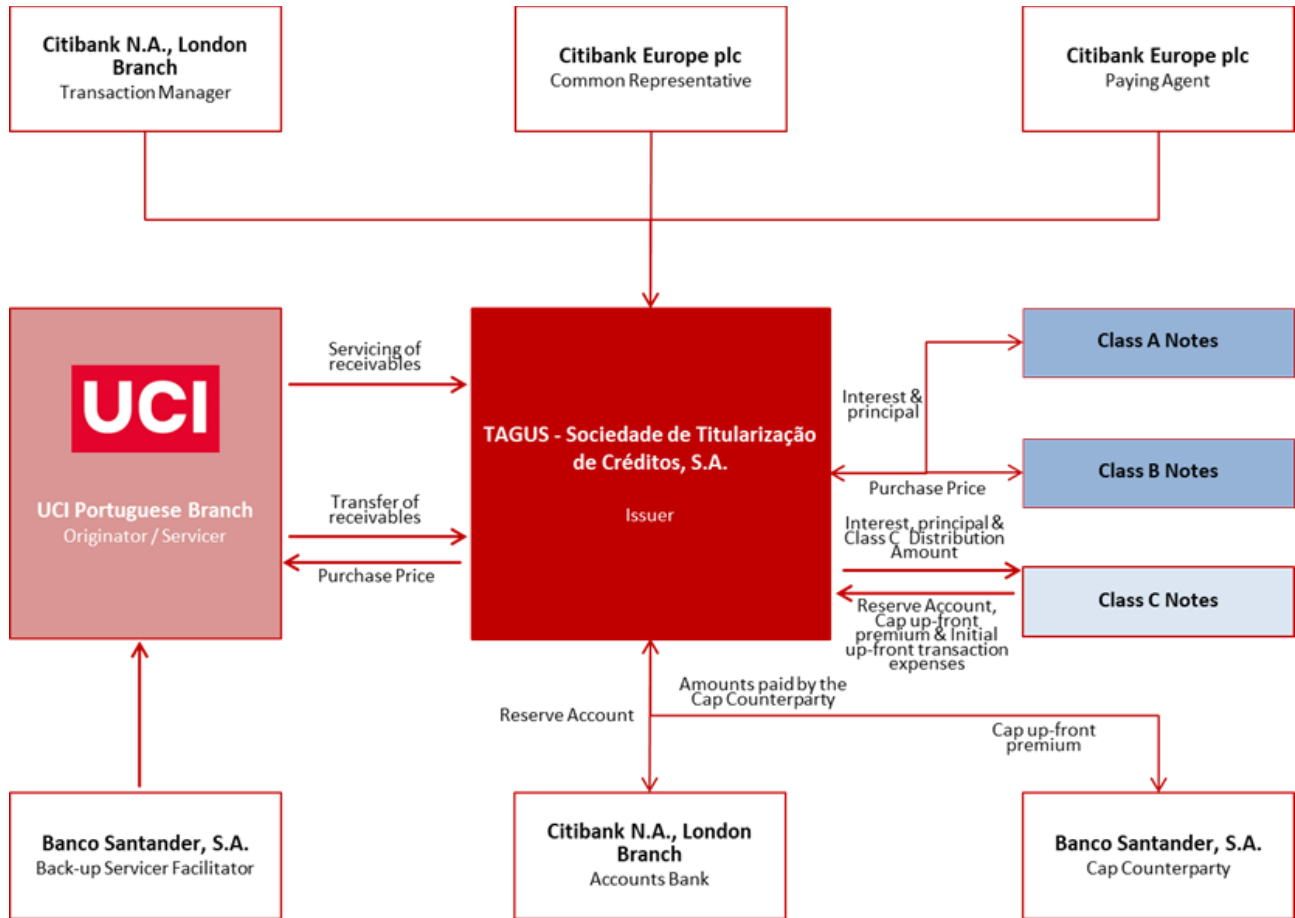 Citibank N.A., London
Branch
Transaction Manager
Citibank Europe plc
Common Representative
Citibank Europe plc
Paying Agent
UCI
UCI Portuguese Branch
Originator / Servicer
Servicing of
receivables
Transfer of
receivables
Purchase Price
TAGUS - Sociedade de Titularização
de Créditos, S.A.
Issuer
Interest &
principal
Purchase Price
Interest, principal &
Class C Distribution
Amount
Reserve Account,
Cap up-front
premium & Initial
up-front transaction
expenses
Class A Notes
Class B Notes
Class C Notes
Reserve Account
Amounts paid by the
Cap Counterparty
Cap up-front
premium
Banco Santander, S.A.
Back-up Servicer Facilitator
Citibank N.A., London
Branch
Accounts Bank
Banco Santander, S.A.
Cap Counterparty